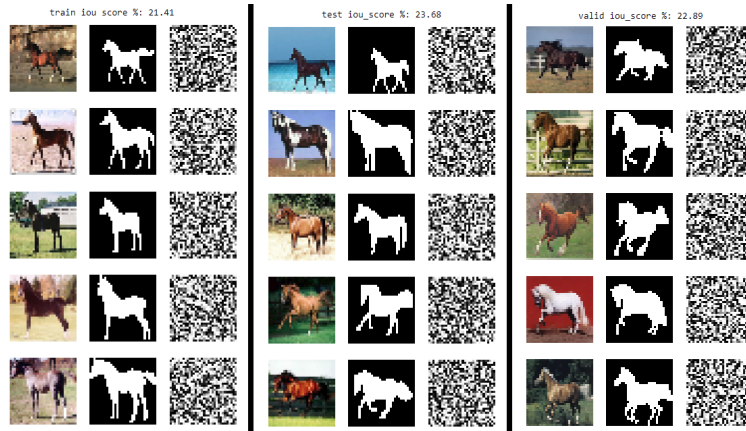 train iou score %: 21.41
test iou_score %: 23.68
valid iou_score %: 22.89